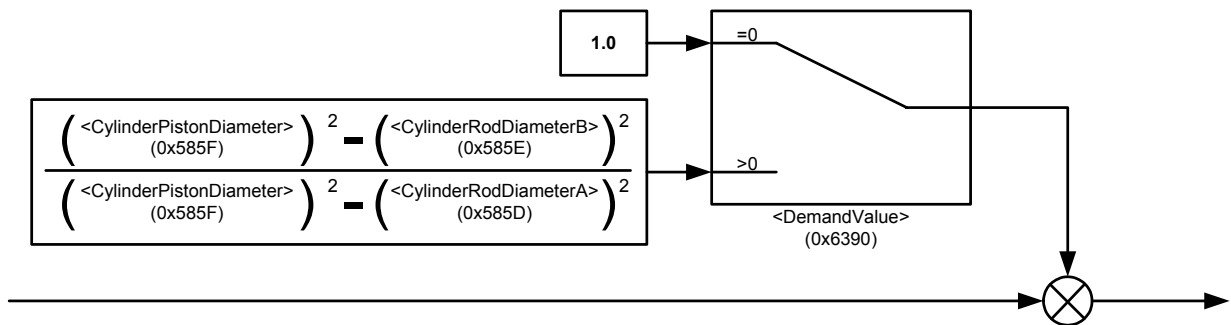 1.0
=0
( <CylinderPistonDiameter> ) 2 − ( <CylinderRodDiameterB> ) 2
(0x585F) (0x585E)
( <CylinderPistonDiameter> ) 2 − ( <CylinderRodDiameterA> ) 2
(0x585F) (0x585D)
>0
<DemandValue>
(0x6390)